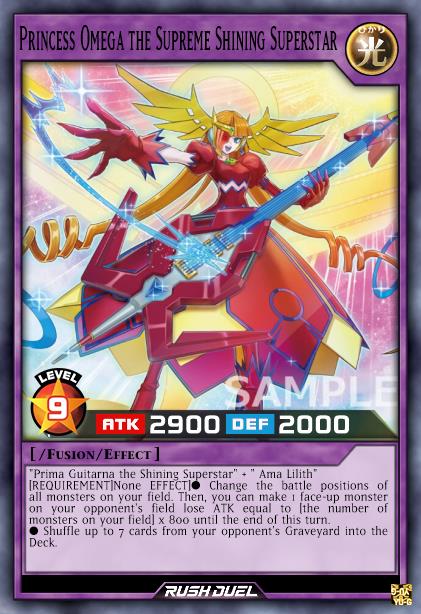 Princess Omega the Supreme Shining Superstar
ひかり
光
SAMPLE
LEVEL
9
ATK 2900 DEF 2000
[/Fusion/Effect]
"Prima Guitarna the Shining Superstar" + " Ama Lilith"
[REQUIREMENT]None EFFECT]● Change the battle positions of
all monsters on your field. Then, you can make 1 face-up monster
on your opponent's field lose ATK equal to [the number of
monsters on your field] x 800 until the end of this turn.
● Shuffle up to 7 cards from your opponent's Graveyard into the
Deck.
RUSH DUEL